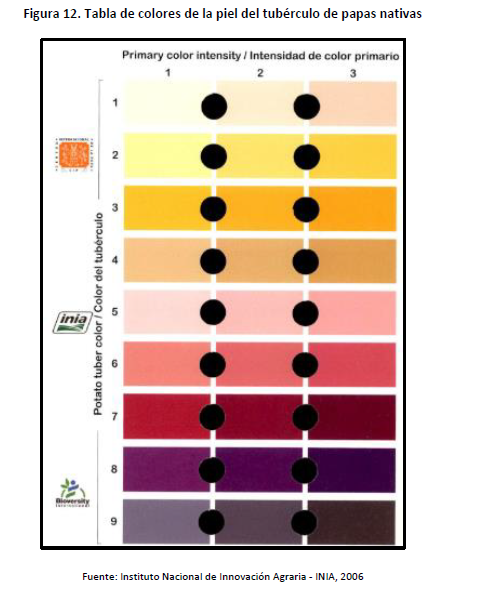 Figura 12. Tabla de colores de la piel del tubérculo de papas nativas
Primary color intensity / Intensidad de color primario
1 2 3
Potato tuber color / Color del tubérculo
1
2
3
4
5
6
7
8
9
inia
Bioversity
Fuente: Instituto Nacional de Innovación Agraria - INIA, 2006